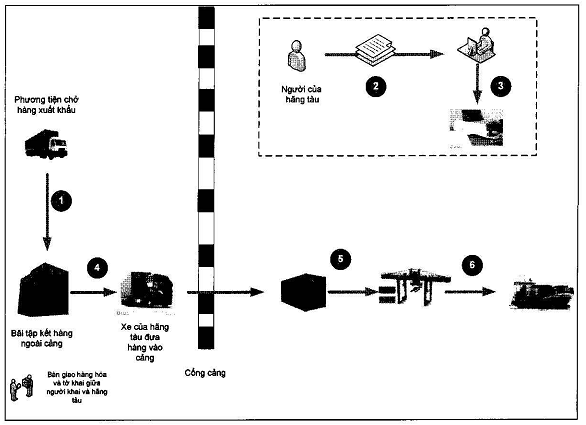 Người của
hãng tàu
2
3
Phương tiện chở
hàng xuất khẩu
1
4
5
6
Bãi tập kết hàng
ngoài cảng
Xe của hãng
tàu đưa
hàng vào
cảng
Cổng cảng
Bàn giao hàng hóa
và tờ khai giữa
người khai và hãng
tàu